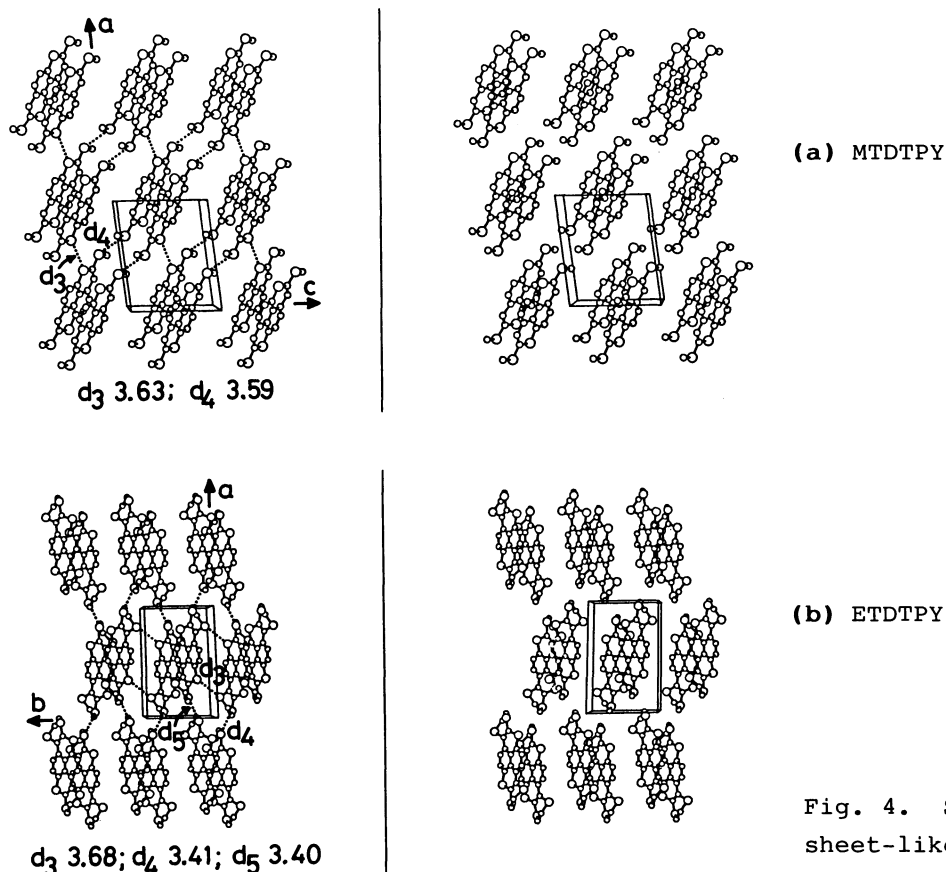 a
(a) MTDTPY
d4
d3
c
d3 3.63; d4 3.59
a
(b) ETDTPY
d3
b
d5
d4
Fig. 4.
sheet-like
d3 3.68; d4 3.41; d5 3.40